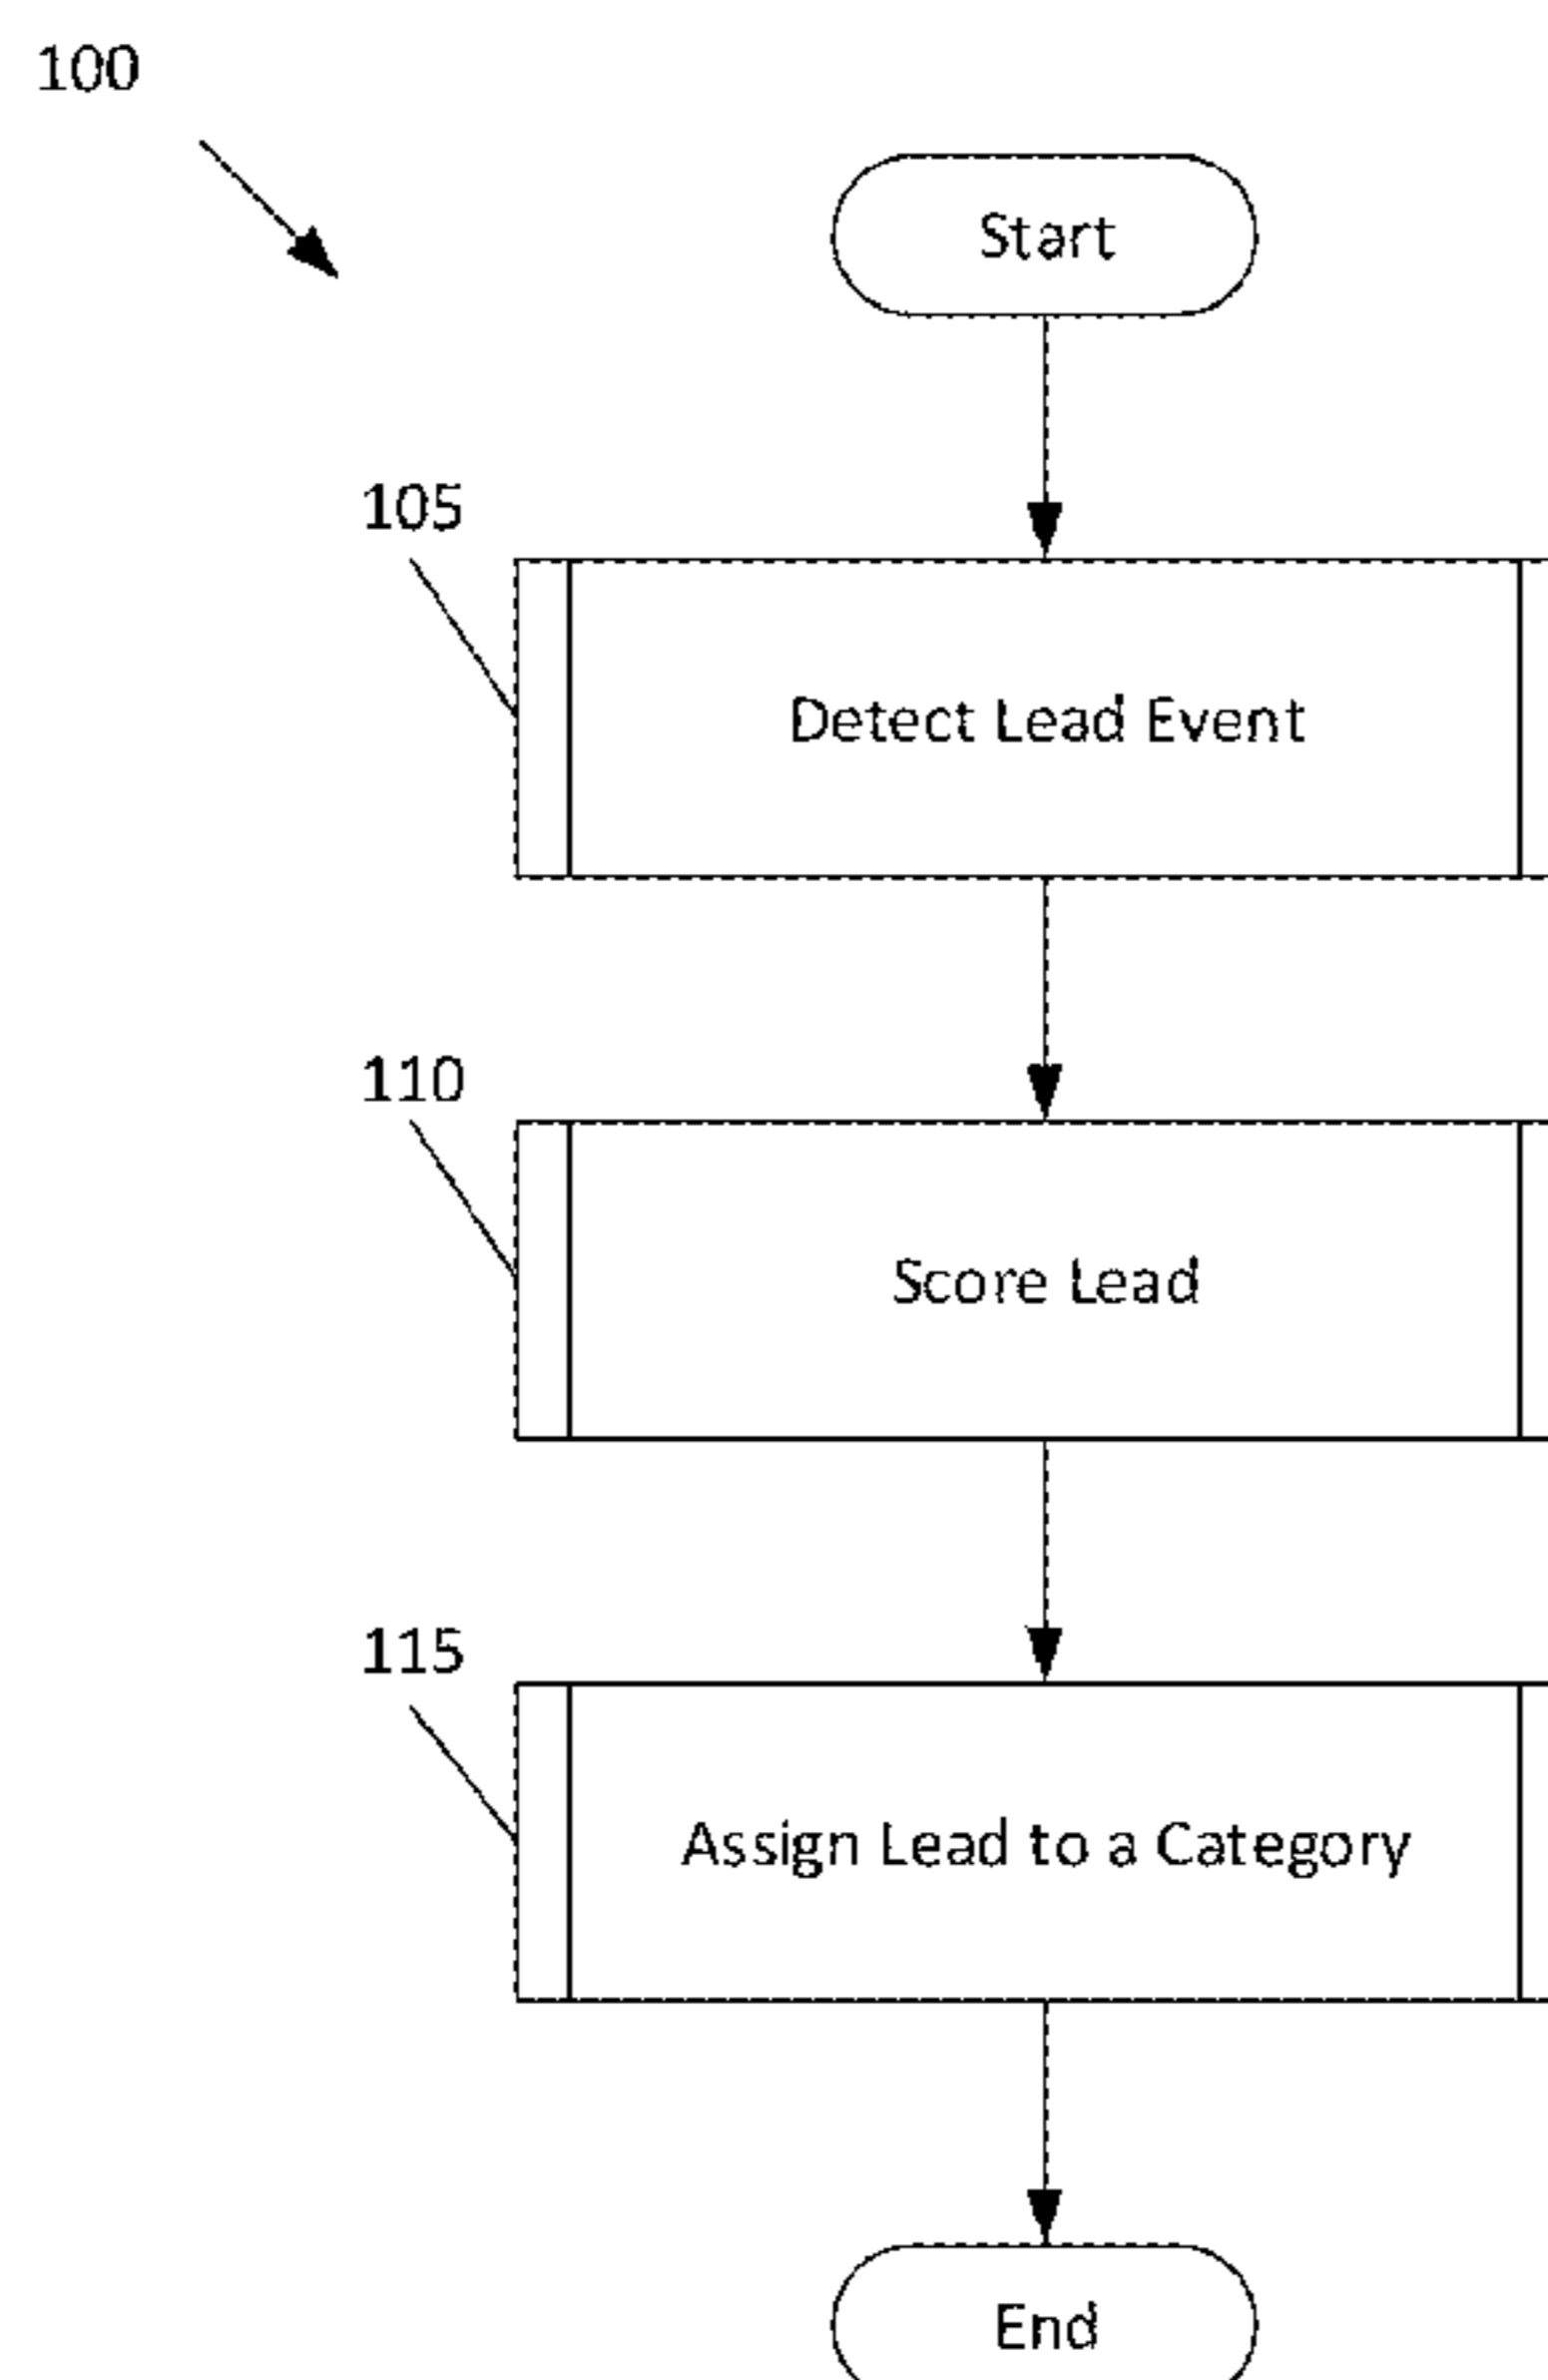 100
Start
105
Detect Lead Event
110
Score Lead
115
Assign Lead to a Category
End